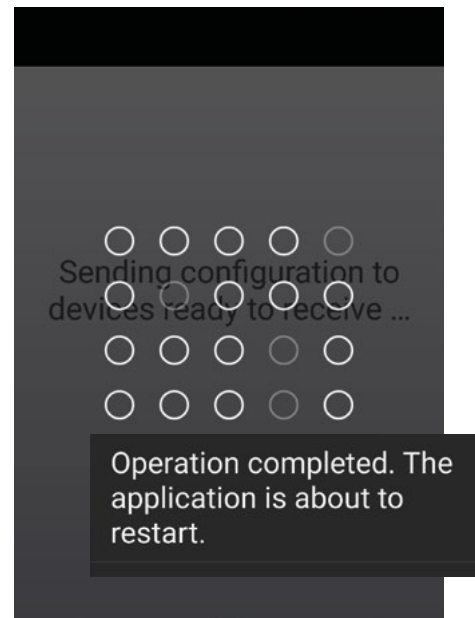 Sending configuration to
devices ready to receive ...
Operation completed. The
application is about to
restart.